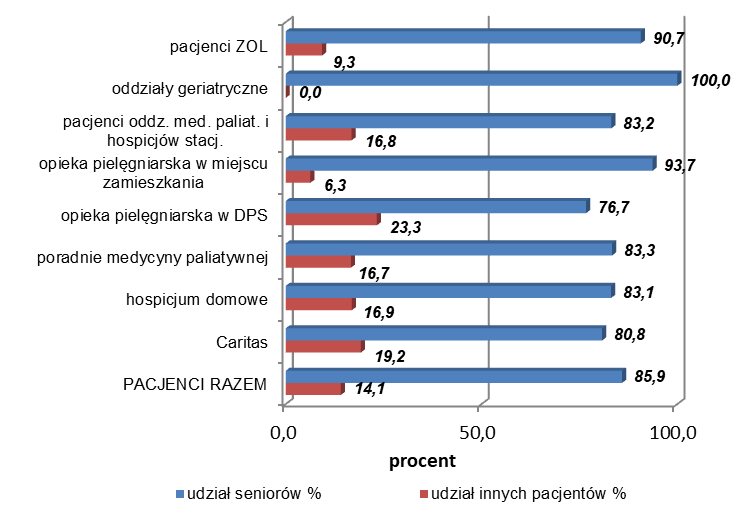 pacjenci ZOL
90,7
9,3
oddziały geriatryczne
100,0
0,0
pacjenci oddz. med. paliat. i
hospicjów stacj.
83,2
16,8
opieka pielęgniarska w miejscu
zamieszkania
93,7
6,3
opieka pielęgniarska w DPS
76,7
23,3
poradnie medycyny paliatywnej
83,3
16,7
hospicjum domowe
83,1
16,9
Caritas
80,8
19,2
PACJENCI RAZEM
85,9
14,1
0,0 50,0 100,0
procent
udział seniorów % udział innych pacjentów %